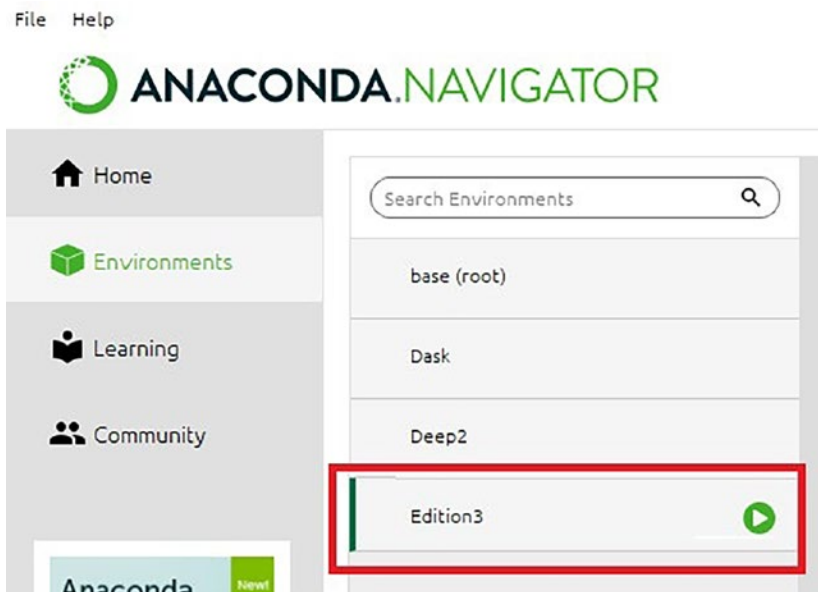 File Help
ANACONDA.NAVIGATOR
Home
Environments
Learning
Community
Search Environments
base (root)
Dask
Deep2
Edition3
Anaconda
New!